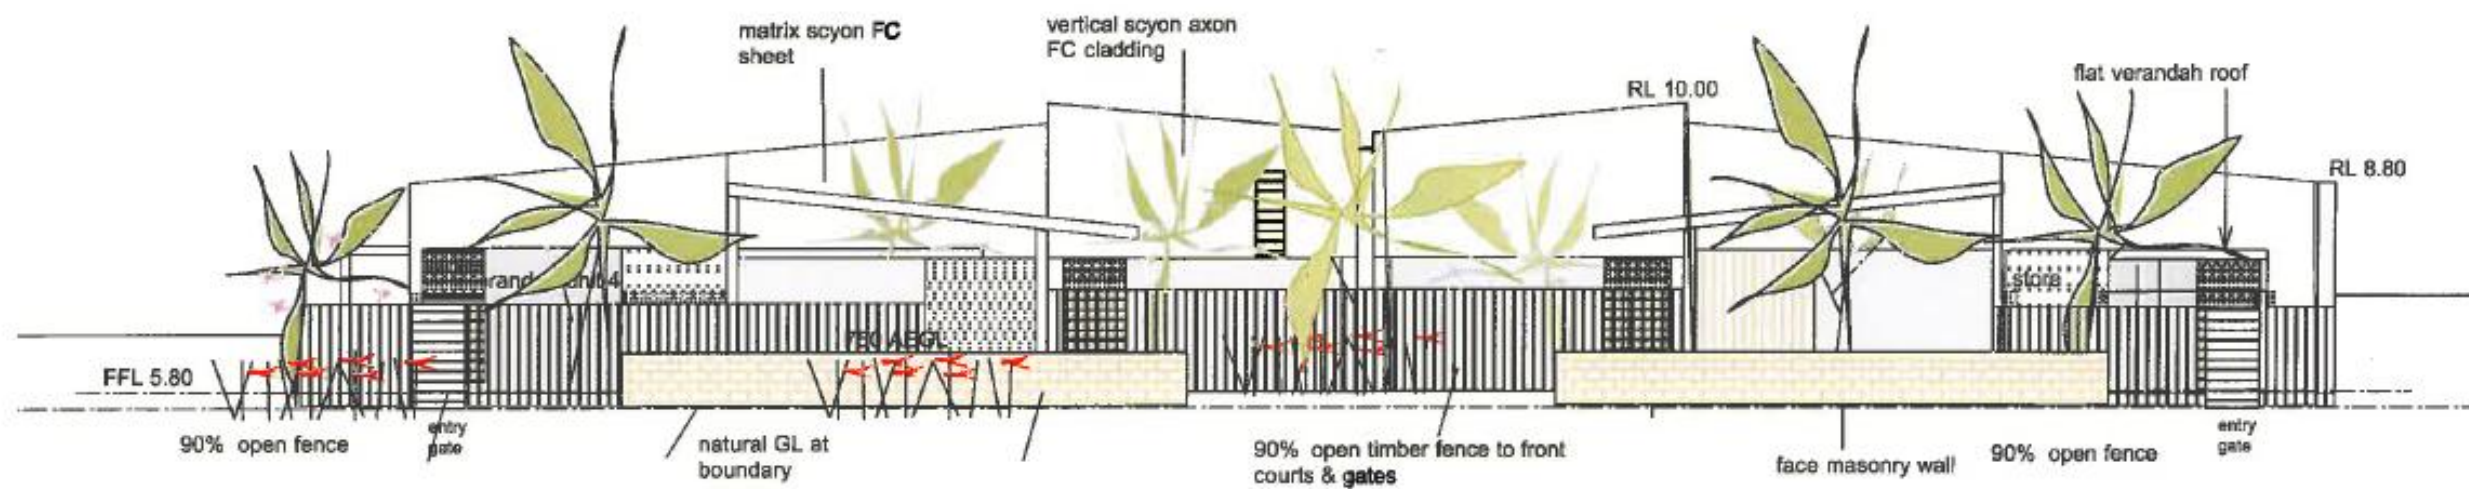 matrix scyon FC
sheet
vertical scyon axon
FC cladding
RL 10.00
flat verandah roof
RL 8.80
store
FFL 5.80
90% open fence
entry
gate
natural GL at
boundary
90% open timber fence to front
courts & gates
face masonry wall
90% open fence
entry
gate